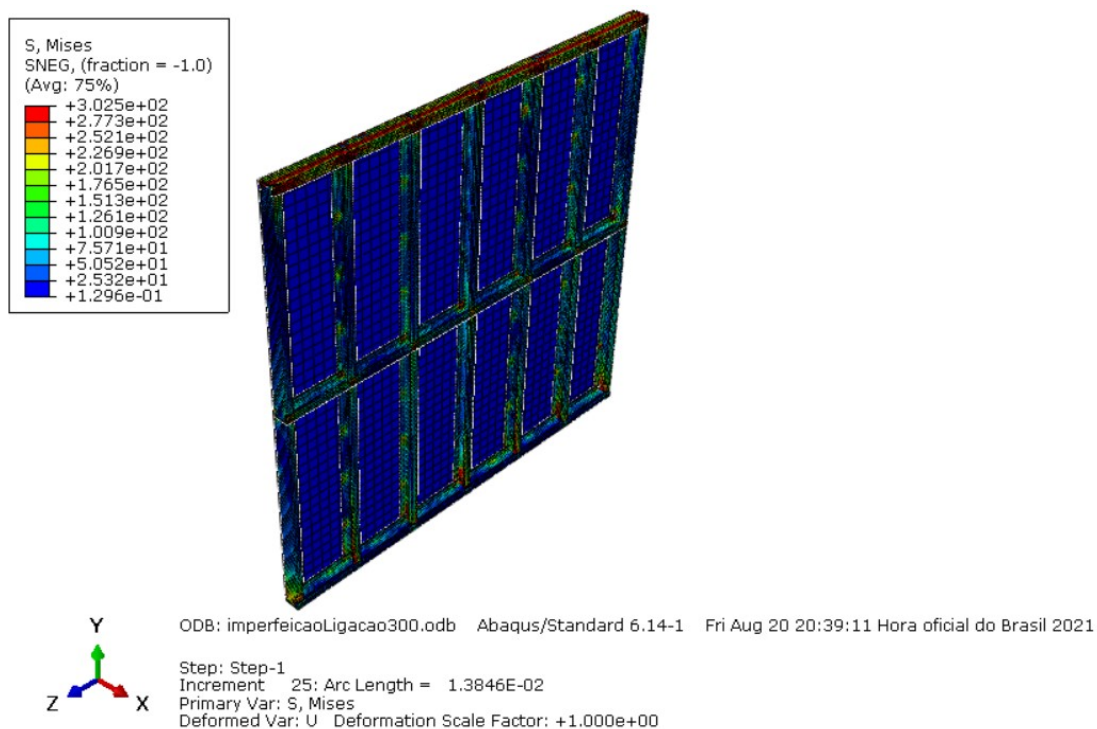 S, Mises
SNEG, (fraction = -1.0)
(Avg: 75%)
+3.025e+02
+2.773e+02
+2.521e+02
+2.269e+02
+2.017e+02
+1.765e+02
+1.513e+02
+1.261e+02
+1.009e+02
+7.571e+01
+5.052e+01
+2.532e+01
+1.296e-01
Y
Z
X
ODB: imperfeicaoLigacao300.odb Abaqus/Standard 6.14-1 Fri Aug 20 20:39:11 Hora oficial do Brasil 2021
Step: Step-1
Increment 25: Arc Length = 1.3846E-02
Primary Var: S, Mises
Deformed Var: U Deformation Scale Factor: +1.000e+00